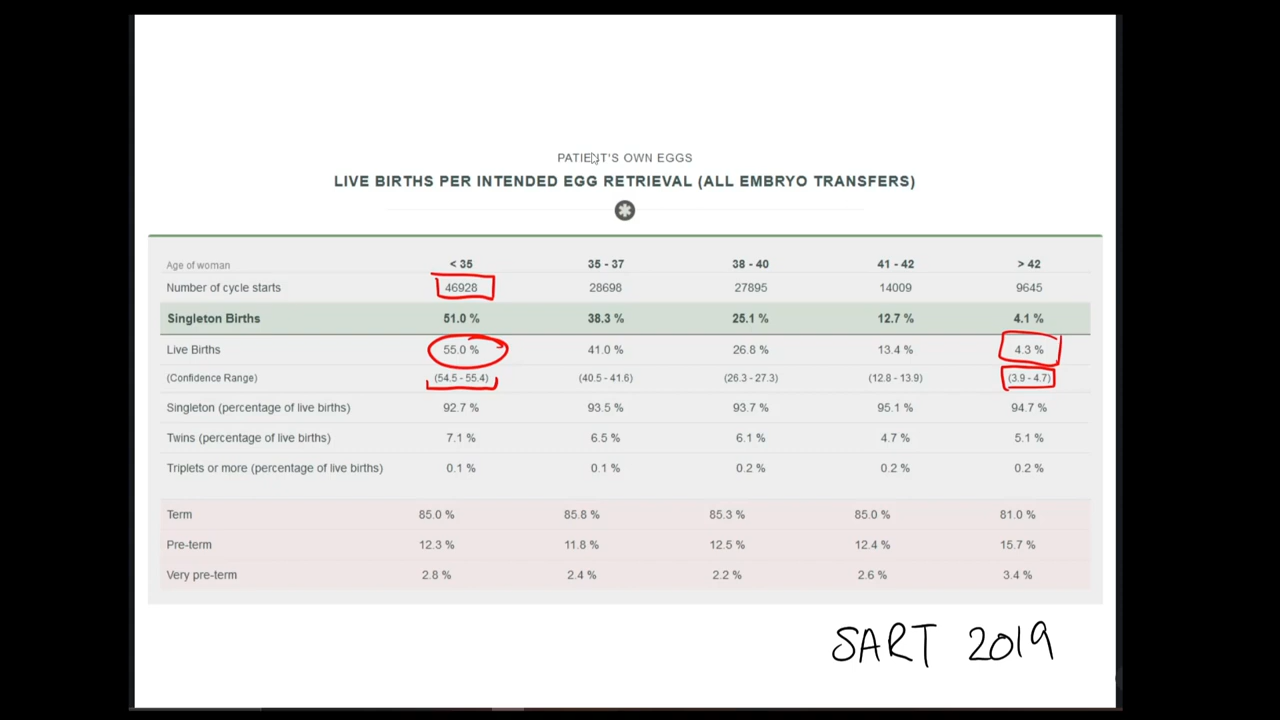 PATIENT'S OWN EGGS
LIVE BIRTHS PER INTENDED EGG RETRIEVAL (ALL EMBRYO TRANSFERS)
Age of woman < 35 35 - 37 38 - 40 41 - 42 > 42
Number of cycle starts 46928 28698 27895 14009 9645
Singleton Births 51.0 % 38.3 % 25.1 % 12.7 % 4.1 %
Live Births 55.0 % 41.0 % 26.8 % 13.4 % 4.3 %
(Confidence Range) (54.5 - 55.4) (40.5 - 41.6) (26.3 - 27.3) (12.8 - 13.9) (3.9 - 4.7)
Singleton (percentage of live births) 92.7 % 93.5 % 93.7 % 95.1 % 94.7 %
Twins (percentage of live births) 7.1 % 6.5 % 6.1 % 4.7 % 5.1 %
Triplets or more (percentage of live births) 0.1 % 0.1 % 0.2 % 0.2 % 0.2 %
Term 85.0 % 85.8 % 85.3 % 85.0 % 81.0 %
Pre-term 12.3 % 11.8 % 12.5 % 12.4 % 15.7 %
Very pre-term 2.8 % 2.4 % 2.2 % 2.6 % 3.4 %
SART 2019